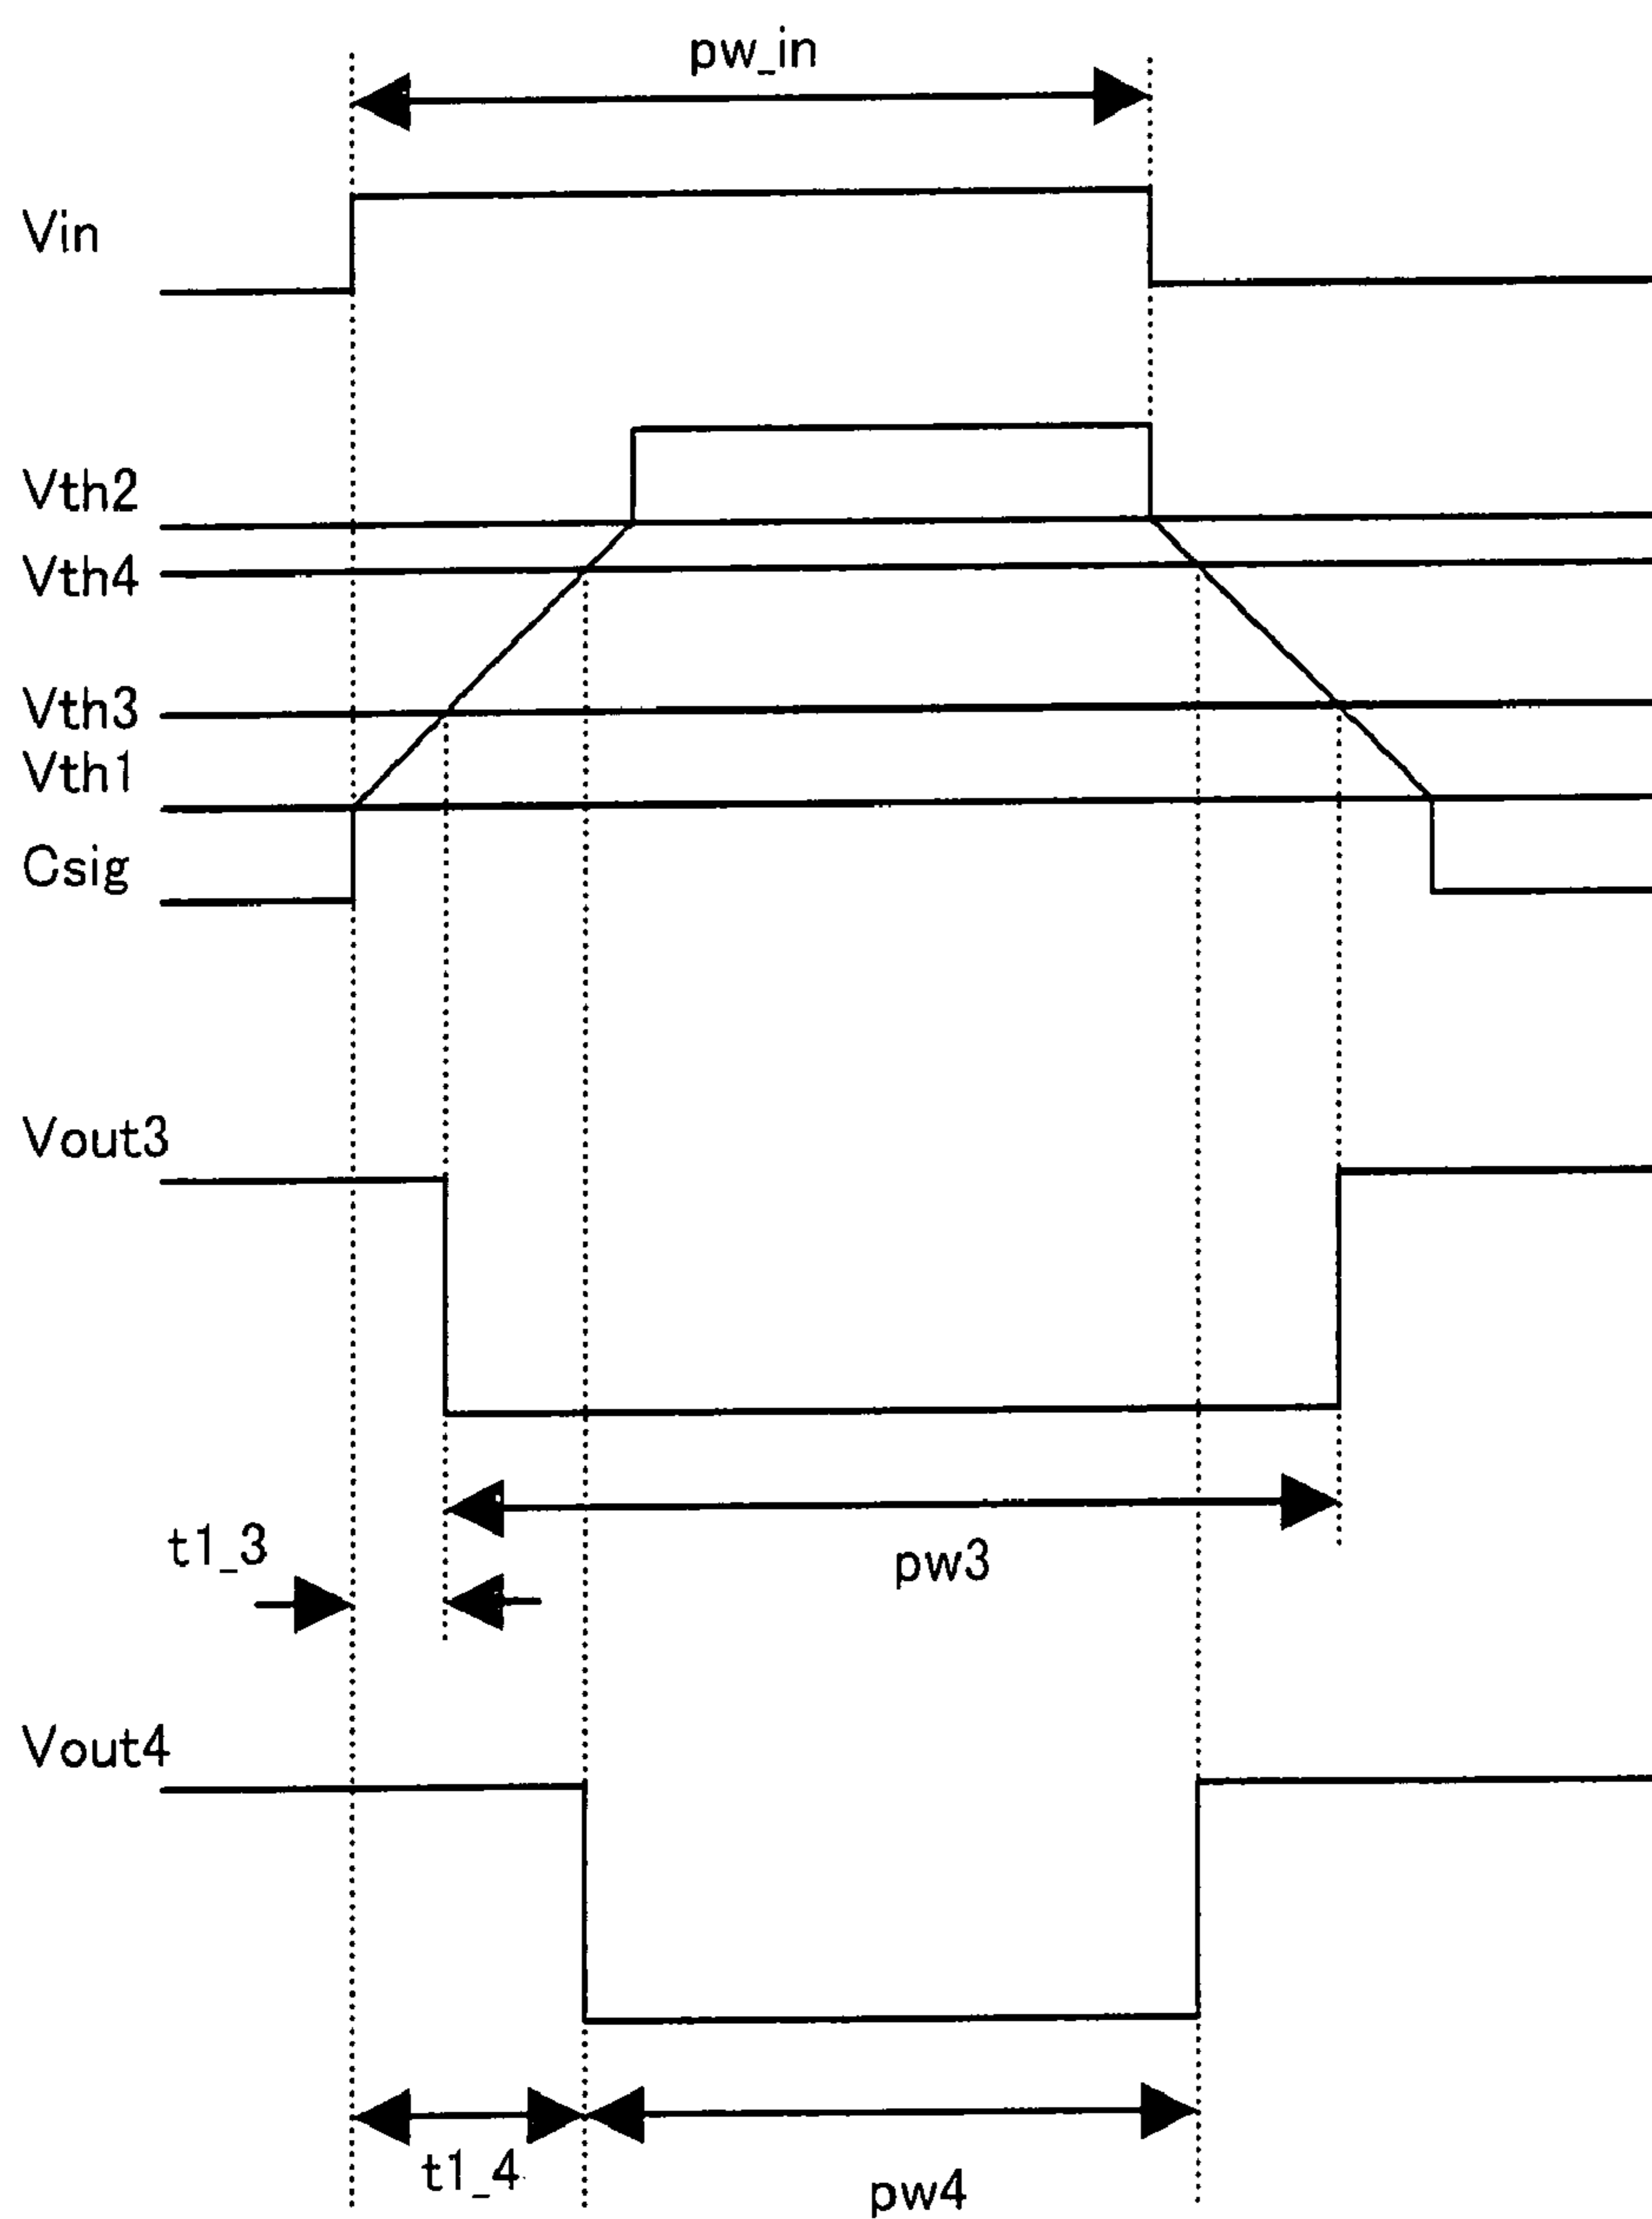 pw_in
Vin
Vth2
Vth4
Vth3
Vth1
Csig
Vout3
t1_3
pw3
Vout4
t1_4
pw4